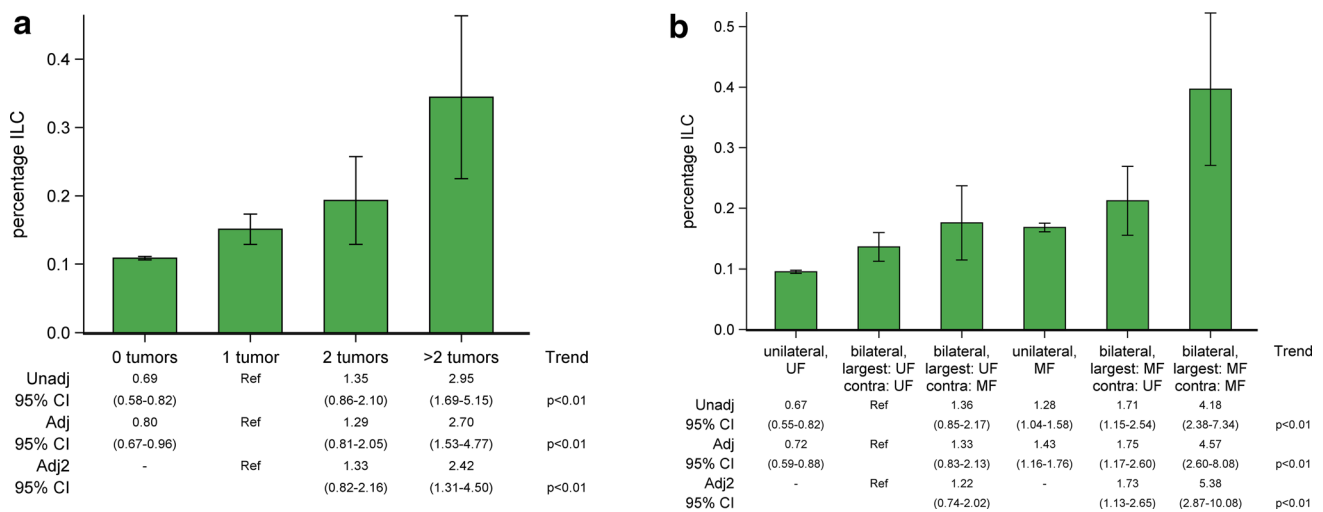 a
percentage ILC
0.4
0.3
0.2
0.1
0.0
0 tumors 1 tumor 2 tumors >2 tumors Trend
Unadj 0.69 Ref 1.35 2.95
95% CI (0.58-0.82) (0.86-2.10) (1.69-5.15) p<0.01
Adj 0.80 Ref 1.29 2.70
95% CI (0.67-0.96) (0.81-2.05) (1.53-4.77) p<0.01
Adj2 - Ref 1.33 2.42
95% CI (0.82-2.16) (1.31-4.50) p<0.01
b
percentage ILC
0.5
0.4
0.3
0.2
0.1
0.0
unilateral, bilateral, bilateral, unilateral, bilateral, bilateral, Trend
UF largest: UF largest: UF MF largest: MF largest: MF
contra: UF contra: MF contra: UF contra: MF
Unadj 0.67 Ref 1.36 1.28 1.71 4.18
95% CI (0.55-0.82) (0.85-2.17) (1.04-1.58) (1.15-2.54) (2.38-7.34) p<0.01
Adj 0.72 Ref 1.33 1.43 1.75 4.57
95% CI (0.59-0.88) (0.83-2.13) (1.16-1.76) (1.17-2.60) (2.60-8.08) p<0.01
Adj2 - Ref 1.22 - 1.73 5.38
95% CI (0.74-2.02) (1.13-2.65) (2.87-10.08) p<0.01